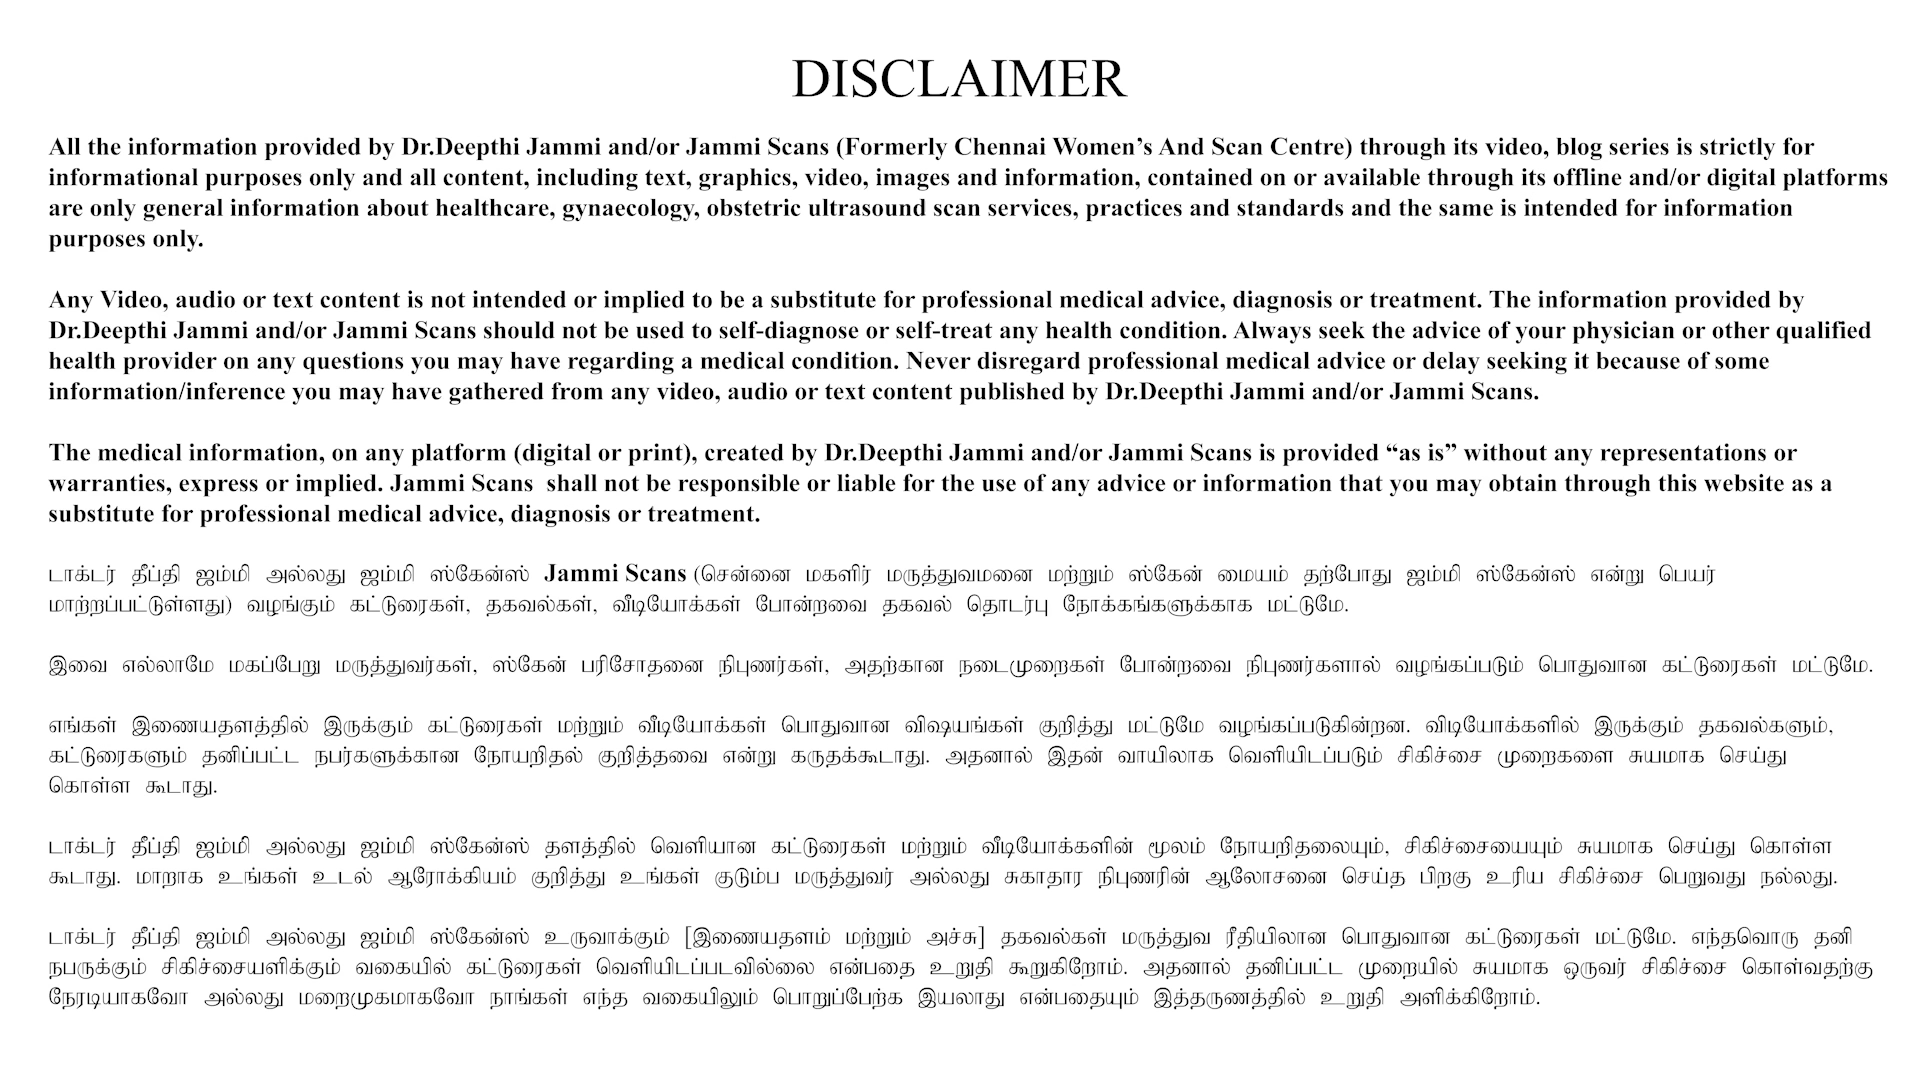 DISCLAIMER
All the information provided by Dr.Deepthi Jammi and/or Jammi Scans (Formerly Chennai Women’s And Scan Centre) through its video, blog series is strictly for
informational purposes only and all content, including text, graphics, video, images and information, contained on or available through its offline and/or digital platforms
are only general information about healthcare, gynaecology, obstetric ultrasound scan services, practices and standards and the same is intended for information
purposes only.
Any Video, audio or text content is not intended or implied to be a substitute for professional medical advice, diagnosis or treatment. The information provided by
Dr.Deepthi Jammi and/or Jammi Scans should not be used to self-diagnose or self-treat any health condition. Always seek the advice of your physician or other qualified
health provider on any questions you may have regarding a medical condition. Never disregard professional medical advice or delay seeking it because of some
information/inference you may have gathered from any video, audio or text content published by Dr.Deepthi Jammi and/or Jammi Scans.
The medical information, on any platform (digital or print), created by Dr.Deepthi Jammi and/or Jammi Scans is provided “as is” without any representations or
warranties, express or implied. Jammi Scans  shall not be responsible or liable for the use of any advice or information that you may obtain through this website as a
substitute for professional medical advice, diagnosis or treatment.
டாக்டர் தீப்தி ஜம்மி அல்லது ஜம்மி ஸ்கேன்ஸ் Jammi Scans (சென்னை மகளிர் மருத்துவமனை மற்றும் ஸ்கேன் மையம் தற்போது ஜம்மி ஸ்கேன்ஸ் என்று பெயர்
மாற்றப்பட்டுள்ளது) வழங்கும் கட்டுரைகள், தகவல்கள், வீடியோக்கள் போன்றவை தகவல் தொடர்பு நோக்கங்களுக்காக மட்டுமே.
இவை எல்லாமே மகப்பேறு மருத்துவர்கள், ஸ்கேன் பரிசோதனை நிபுணர்கள், அதற்கான நடைமுறைகள் போன்றவை நிபுணர்களால் வழங்கப்படும் பொதுவான கட்டுரைகள் மட்டுமே.
எங்கள் இணையதளத்தில் இருக்கும் கட்டுரைகள் மற்றும் வீடியோக்கள் பொதுவான விஷயங்கள் குறித்து மட்டுமே வழங்கப்படுகின்றன. விடியோக்களில் இருக்கும் தகவல்களும்,
கட்டுரைகளும் தனிப்பட்ட நபர்களுக்கான நோயறிதல் குறித்தவை என்று கருதக்கூடாது. அதனால் இதன் வாயிலாக வெளியிடப்படும் சிகிச்சை முறைகளை சுயமாக செய்து
கொள்ள கூடாது.
டாக்டர் தீப்தி ஜம்மி அல்லது ஜம்மி ஸ்கேன்ஸ் தளத்தில் வெளியான கட்டுரைகள் மற்றும் வீடியோக்களின் மூலம் நோயறிதலையும், சிகிச்சையையும் சுயமாக செய்து கொள்ள
கூடாது. மாறாக உங்கள் உடல் ஆரோக்கியம் குறித்து உங்கள் குடும்ப மருத்துவர் அல்லது சுகாதார நிபுணரின் ஆலோசனை செய்த பிறகு உரிய சிகிச்சை பெறுவது நல்லது.
டாக்டர் தீப்தி ஜம்மி அல்லது ஜம்மி ஸ்கேன்ஸ் உருவாக்கும் [இணையதளம் மற்றும் அச்சு] தகவல்கள் மருத்துவ ரீதியிலான பொதுவான கட்டுரைகள் மட்டுமே. எந்தவொரு தனி
நபருக்கும் சிகிச்சையளிக்கும் வகையில் கட்டுரைகள் வெளியிடப்படவில்லை என்பதை உறுதி கூறுகிறோம். அதனால் தனிப்பட்ட முறையில் சுயமாக ஒருவர் சிகிச்சை கொள்வதற்கு
நேரடியாகவோ அல்லது மறைமுகமாகவோ நாங்கள் எந்த வகையிலும் பொறுப்பேற்க இயலாது என்பதையும் இத்தருணத்தில் உறுதி அளிக்கிறோம்.